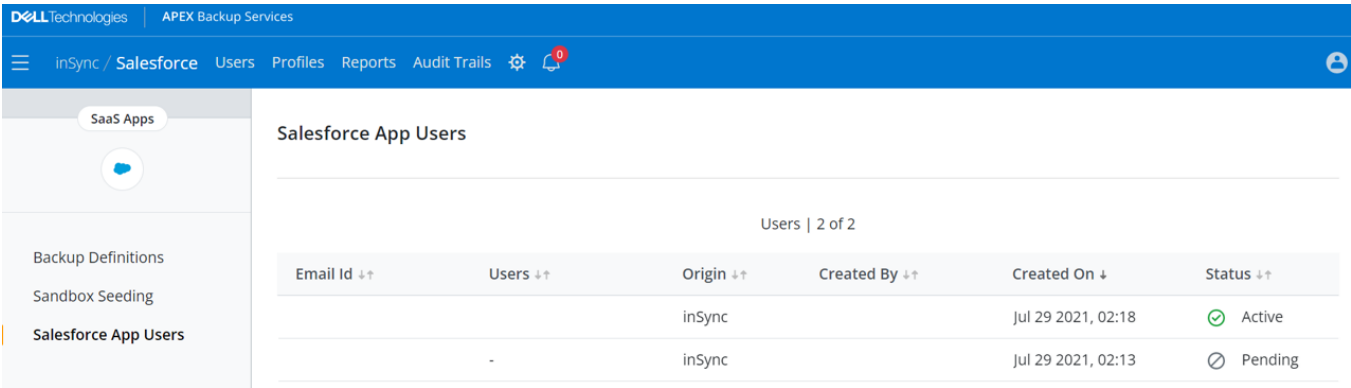 DELL Technologies | APEX Backup Services
inSync / Salesforce Users Profiles Reports Audit Trails 0
SaaS Apps
Salesforce App Users
Users | 2 of 2
Backup Definitions
Sandbox Seeding
Salesforce App Users
Email Id Users Origin Created By Created On Status
inSync Jul 29 2021, 02:18 Active
- inSync Jul 29 2021, 02:13 Pending